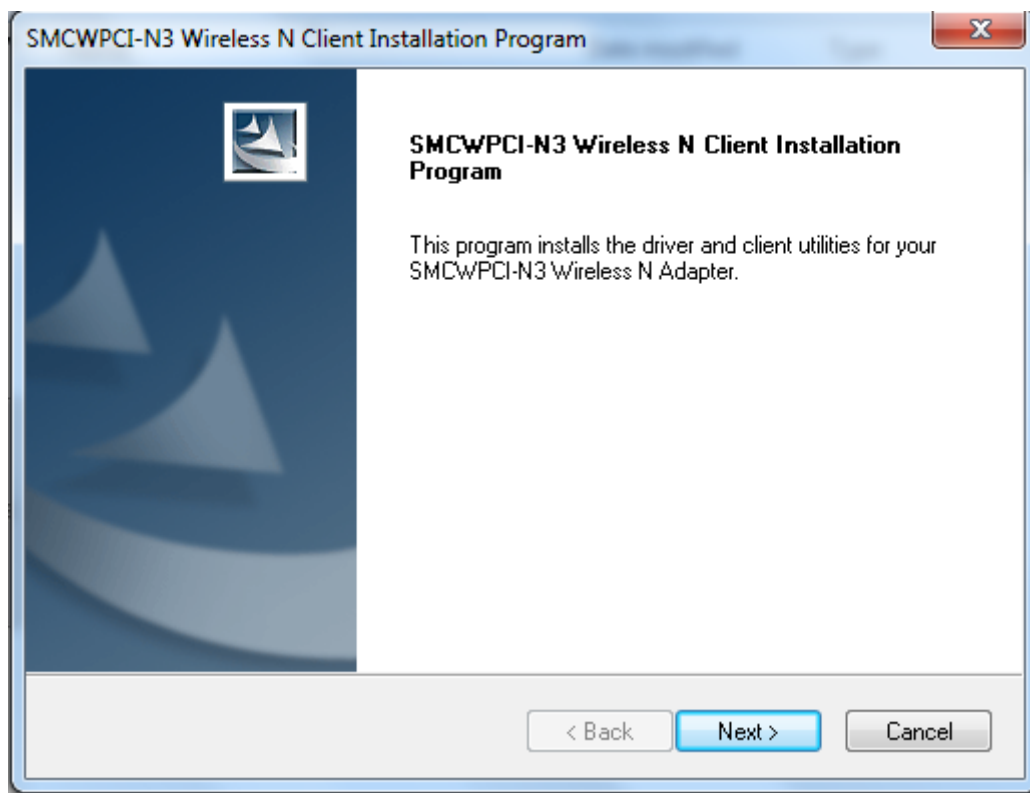 SMCWPCI-N3 Wireless N Client Installation Program
SMCWPCI-N3 Wireless N Client Installation
Program
This program installs the driver and client utilities for your
SMCWPCI-N3 Wireless N Adapter.
< Back
Next >
Cancel